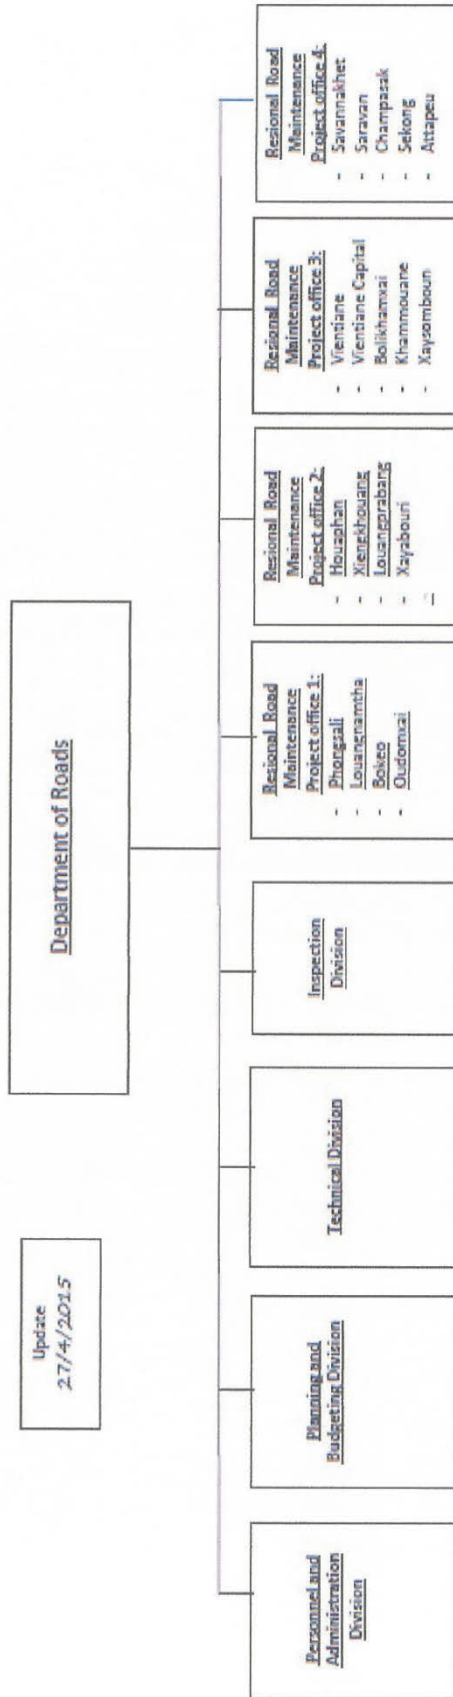 Update
27/4/2015
Department of Roads
Personnel and
Administration
Division
Planning and
Budgeting Division
Technical Division
Inspection
Division
Resional Road
Maintenance
Project office 1:
- Phongsali
- Louangnamtha
- Bokeo
- Oudomxai
Resional Road
Maintenance
Project office 2:
- Houaphan
- Xiengkhouang
- Louangprabang
- Xayabouri
-
Resional Road
Maintenance
Project office 3:
- Vientiane
- Vientiane Capital
- Bolikhamxai
- Khammouane
- Xaysomboun
Resional Road
Maintenance
Project office 4:
- Savannakhet
- Saravan
- Champasak
- Sekong
- Attapeu